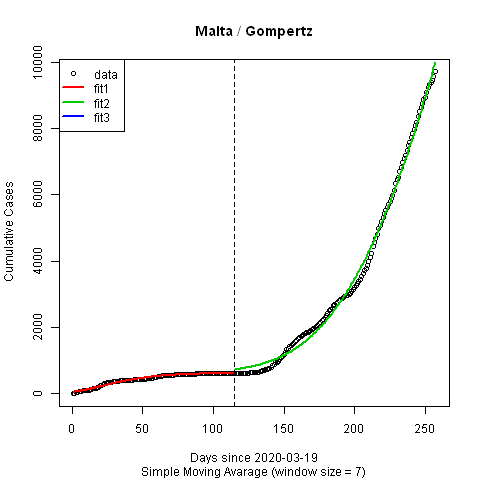 Malta / Gompertz
data
fit1
fit2
fit3
Cumulative Cases
0
2000
4000
6000
8000
10000
0 50 100 150 200 250
Days since 2020-03-19
Simple Moving Avarage (window size = 7)